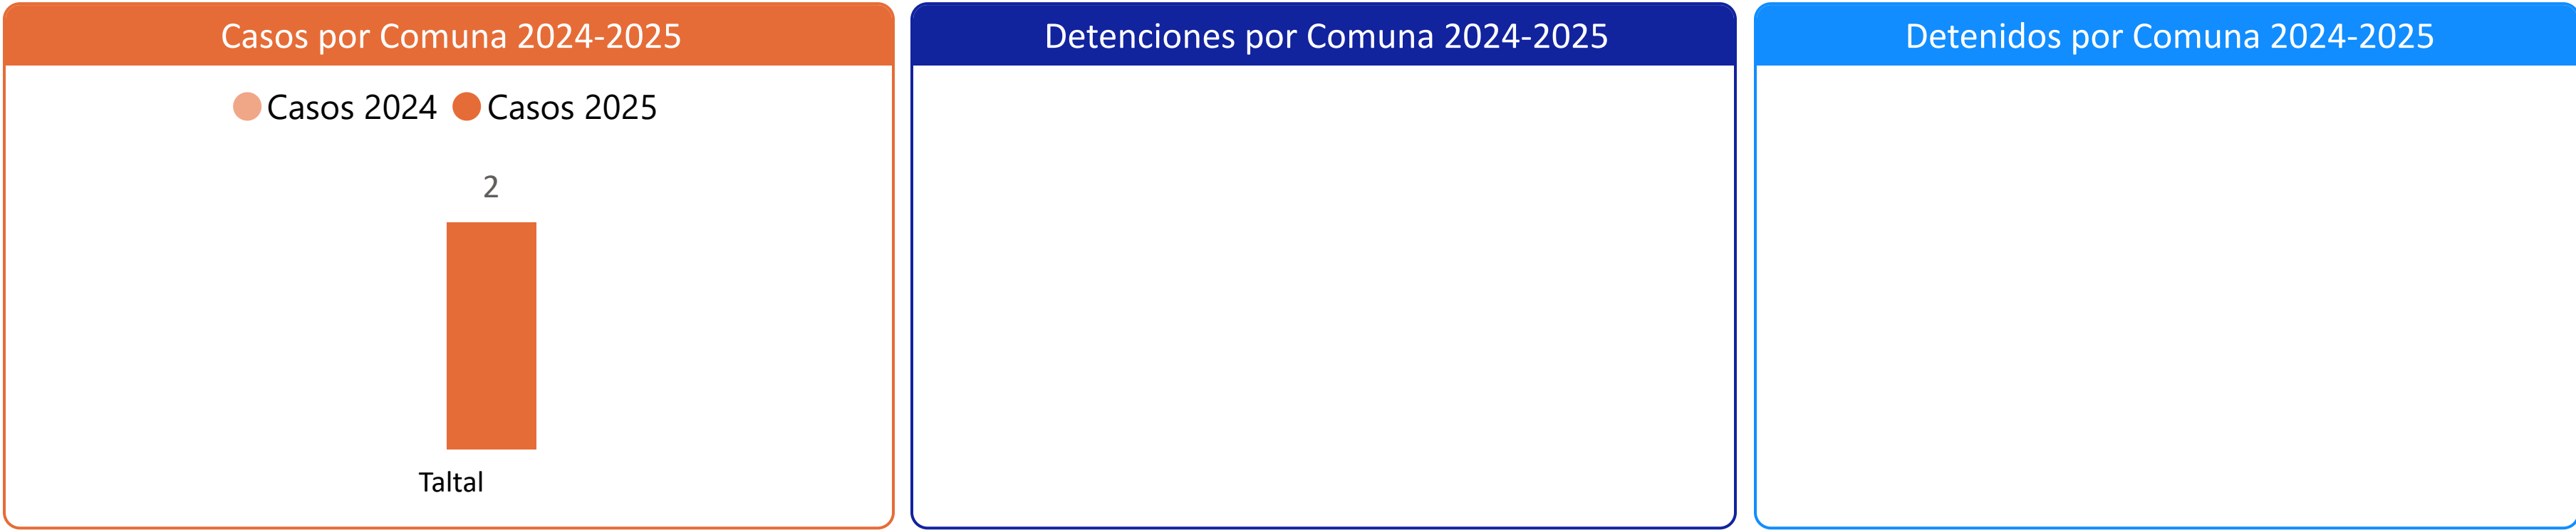 Casos por Comuna 2024-2025
Casos 2024 Casos 2025
2
Taltal
Detenciones por Comuna 2024-2025
Detenidos por Comuna 2024-2025